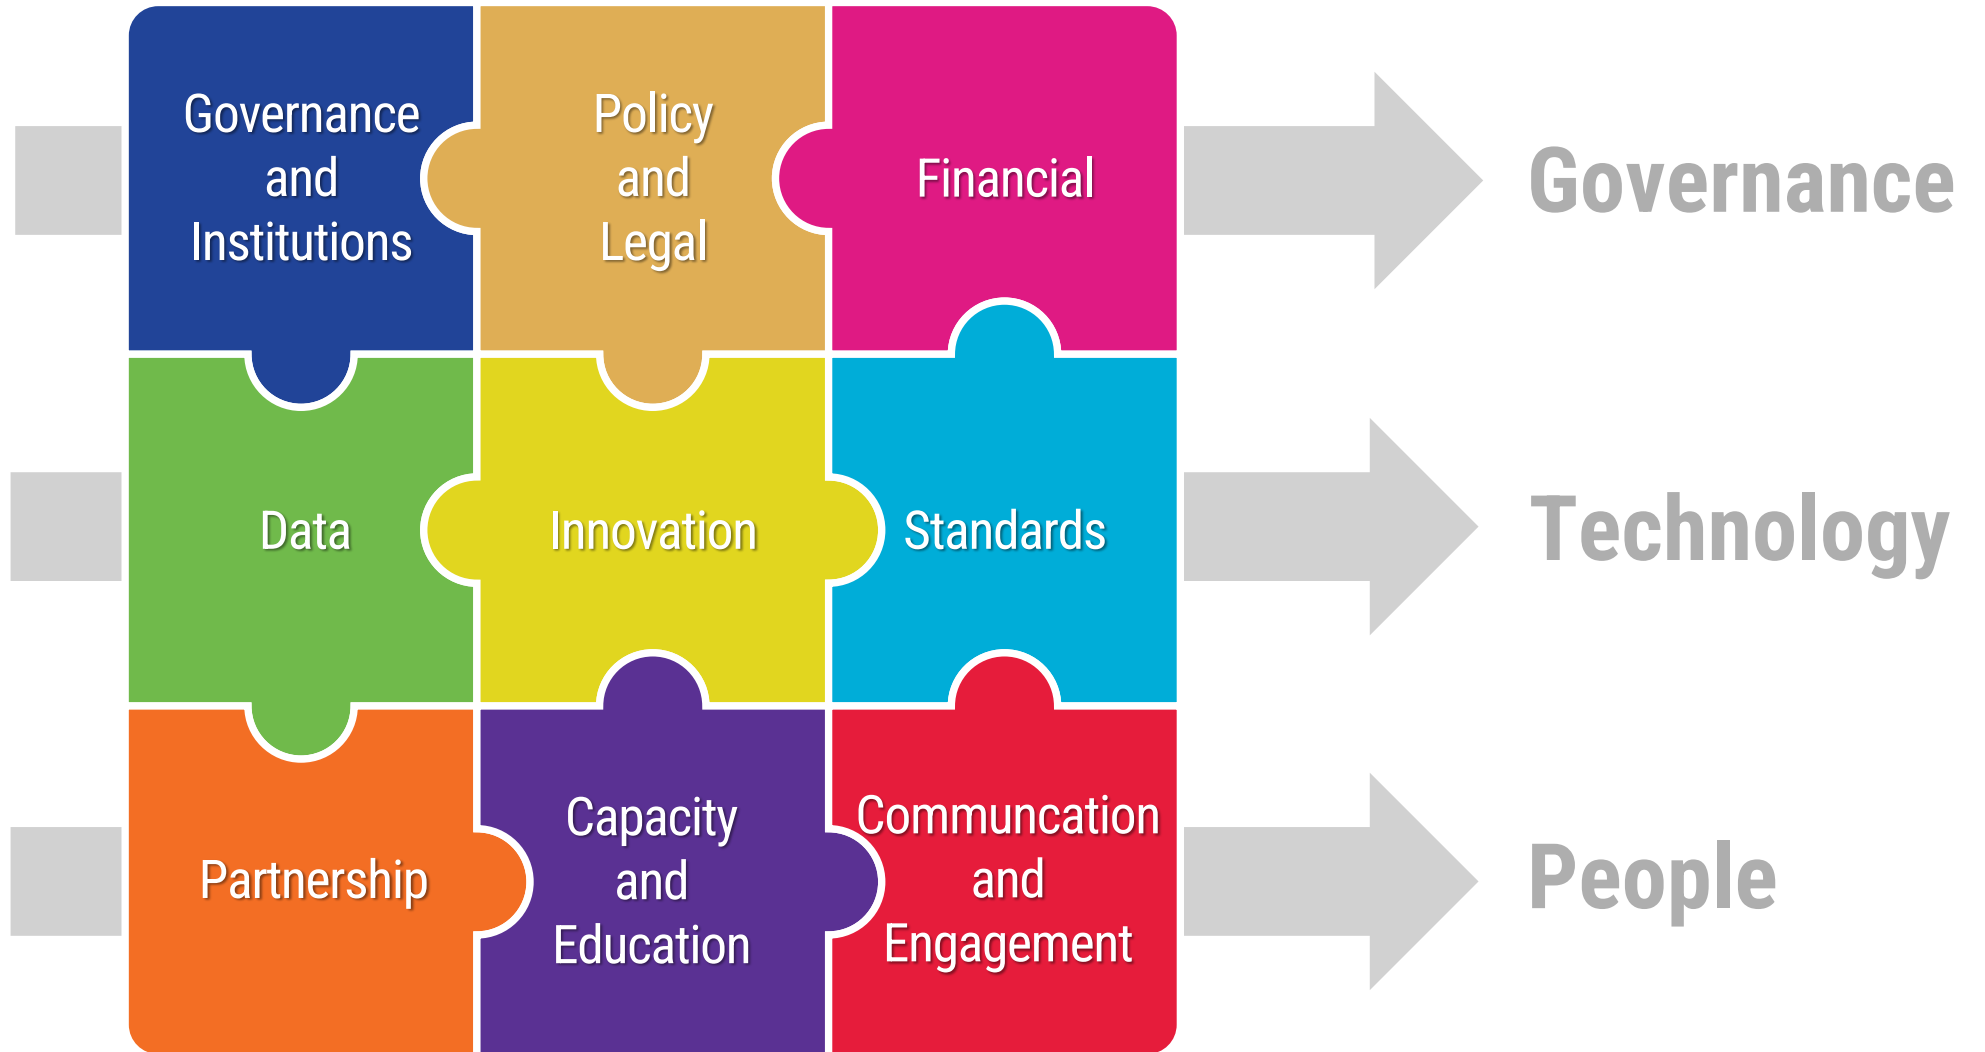 Governance
and
Institutions
Policy
and
Legal
Financial
Governance
Data
Innovation
Standards
Technology
Partnership
Capacity
and
Education
Communcation
and
Engagement
People